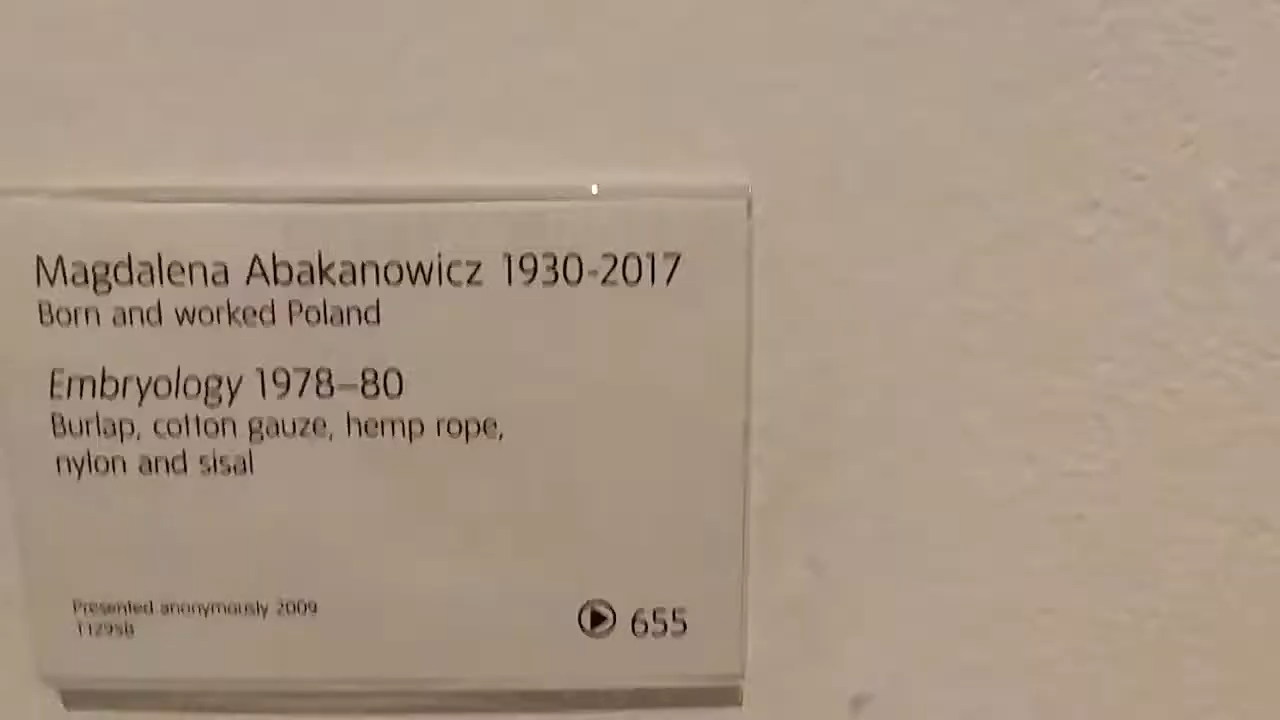 Magdalena Abakanowicz 1930-2017
Born and worked Poland
Embryology 1978–80
Burlap, cotton gauze, hemp rope,
nylon and sisal
Presented anonymously 2009
655